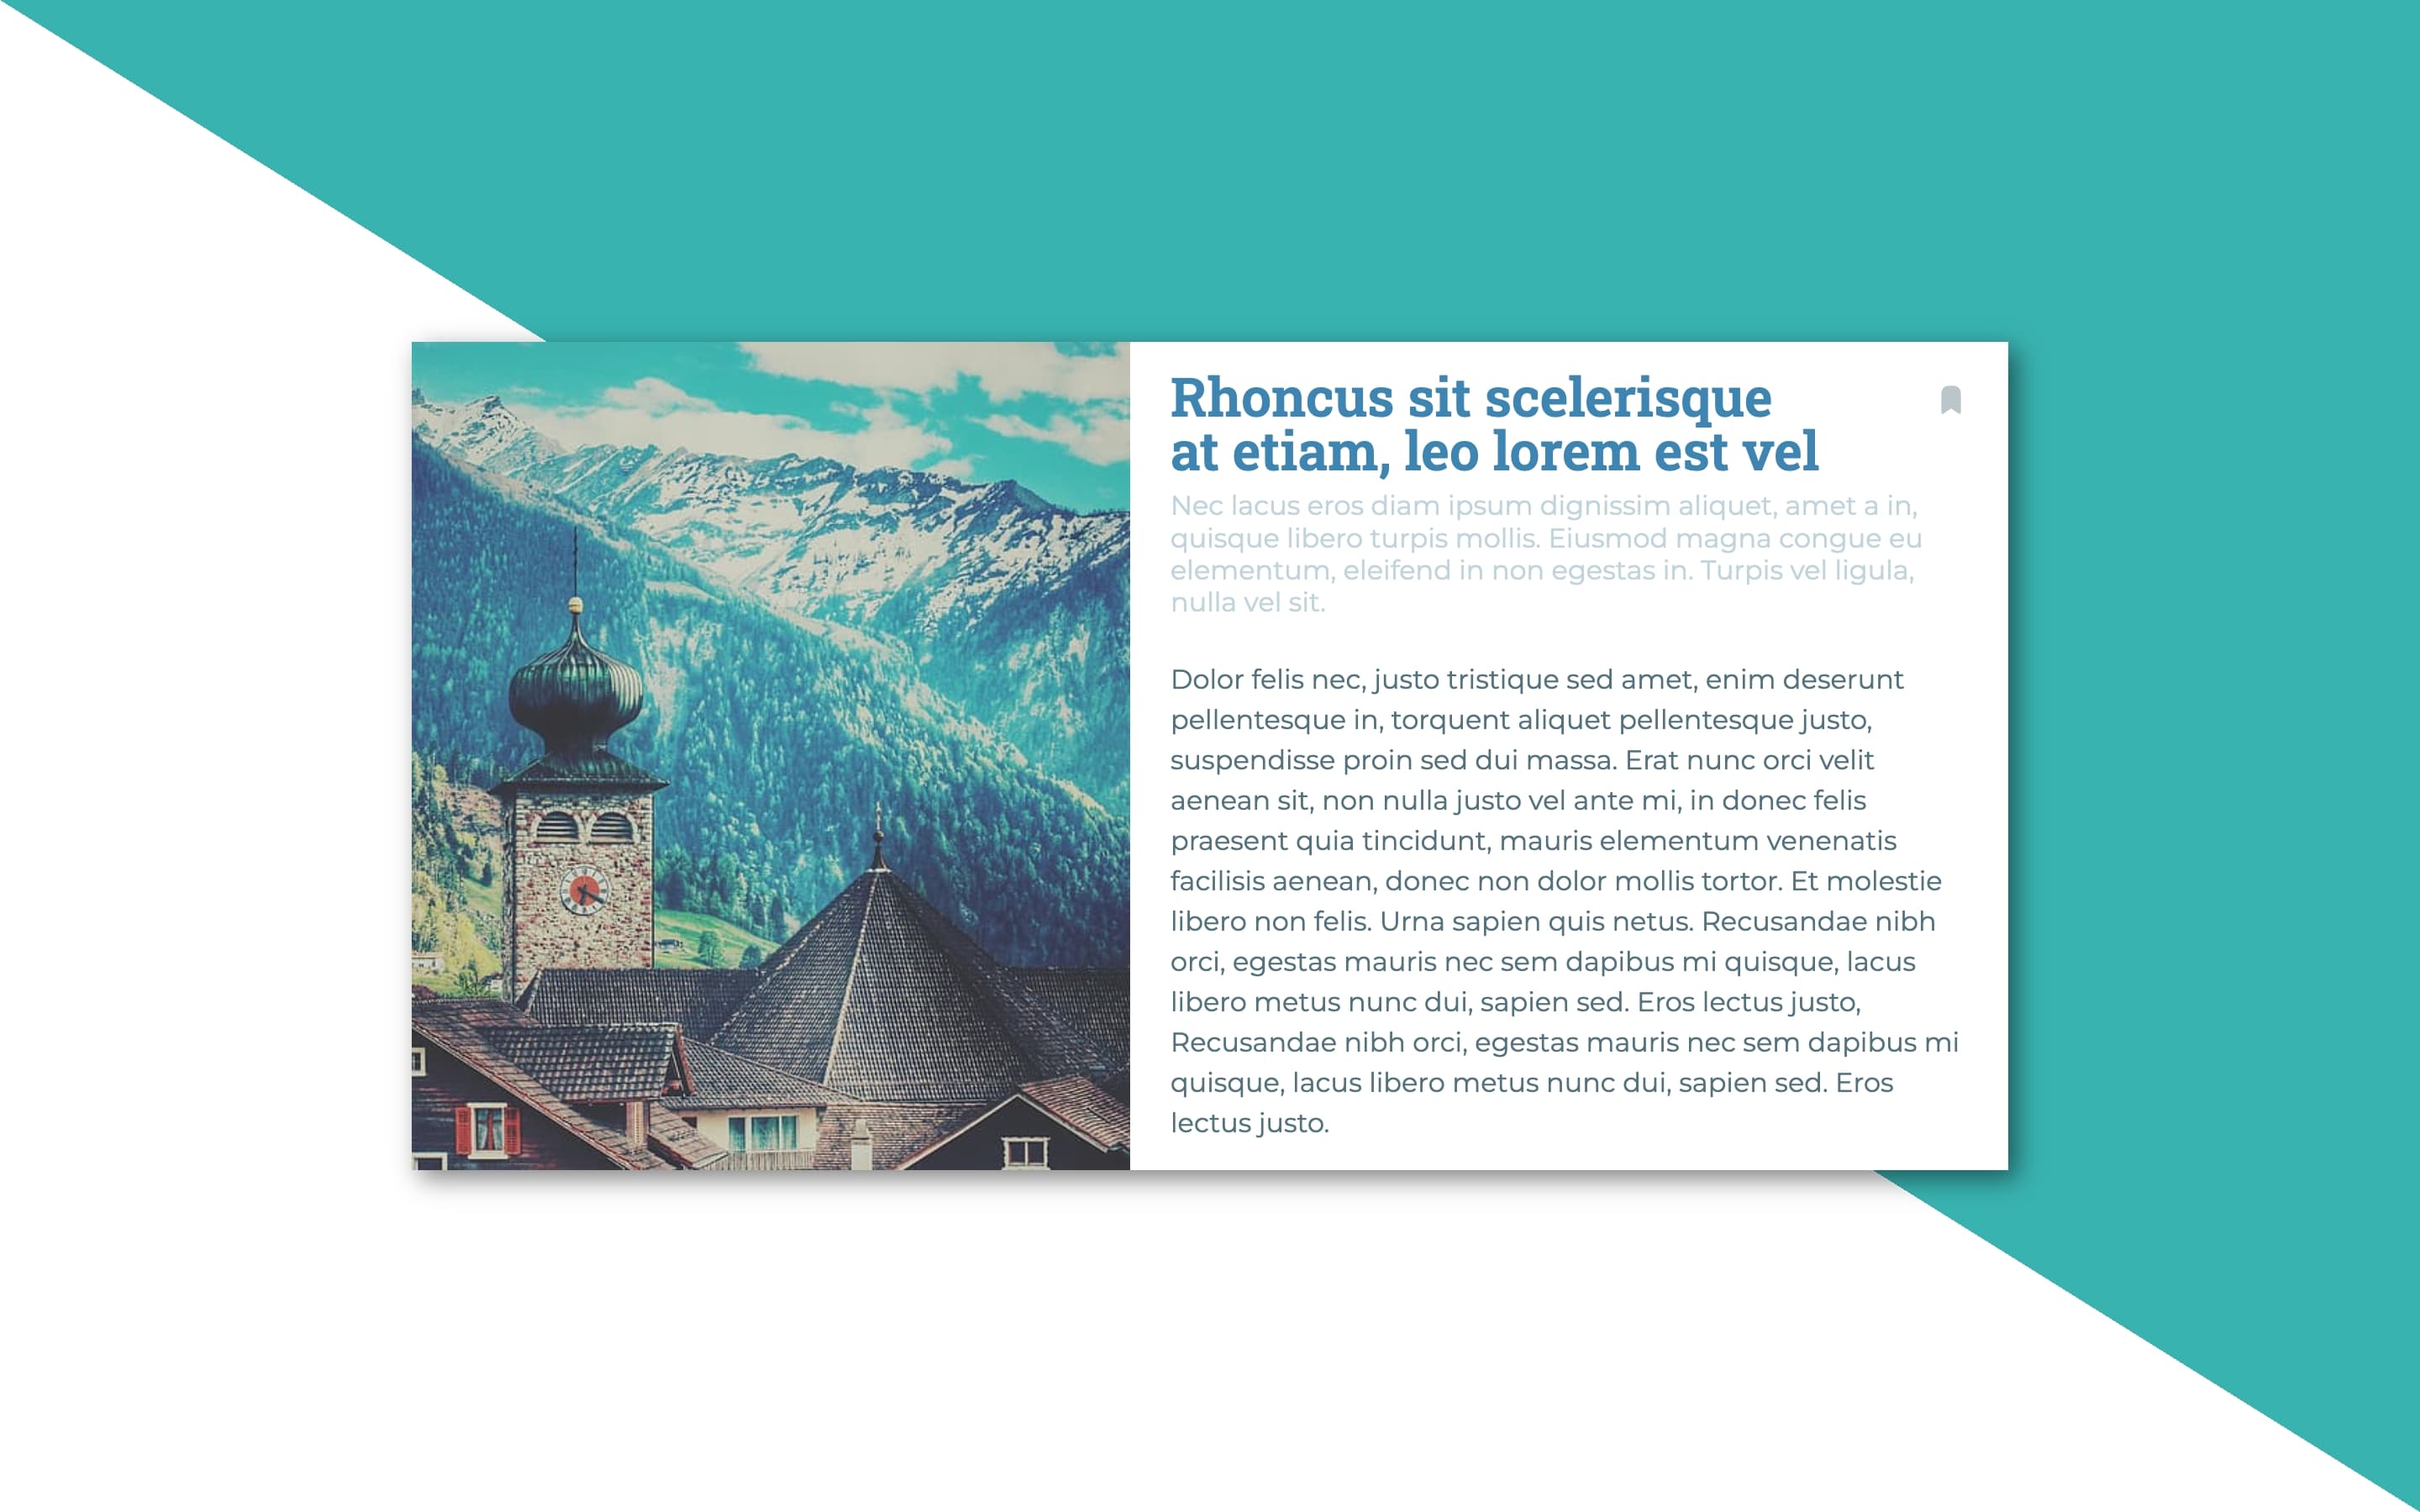 Rhoncus sit scelerisque
at etiam, leo lorem est vel
Nec lacus eros diam ipsum dignissim aliquet, amet a in,
quisque libero turpis mollis. Eiusmod magna congue eu
elementum, eleifend in non egestas in. Turpis vel ligula,
nulla vel sit.
Dolor felis nec, justo tristique sed amet, enim deserunt
pellentesque in, torquent aliquet pellentesque justo,
suspendisse proin sed dui massa. Erat nunc orci velit
aenean sit, non nulla justo vel ante mi, in donec felis
praesent quia tincidunt, mauris elementum venenatis
facilisis aenean, donec non dolor mollis tortor. Et molestie
libero non felis. Urna sapien quis netus. Recusandae nibh
orci, egestas mauris nec sem dapibus mi quisque, lacus
libero metus nunc dui, sapien sed. Eros lectus justo,
Recusandae nibh orci, egestas mauris nec sem dapibus mi
quisque, lacus libero metus nunc dui, sapien sed. Eros
lectus justo.